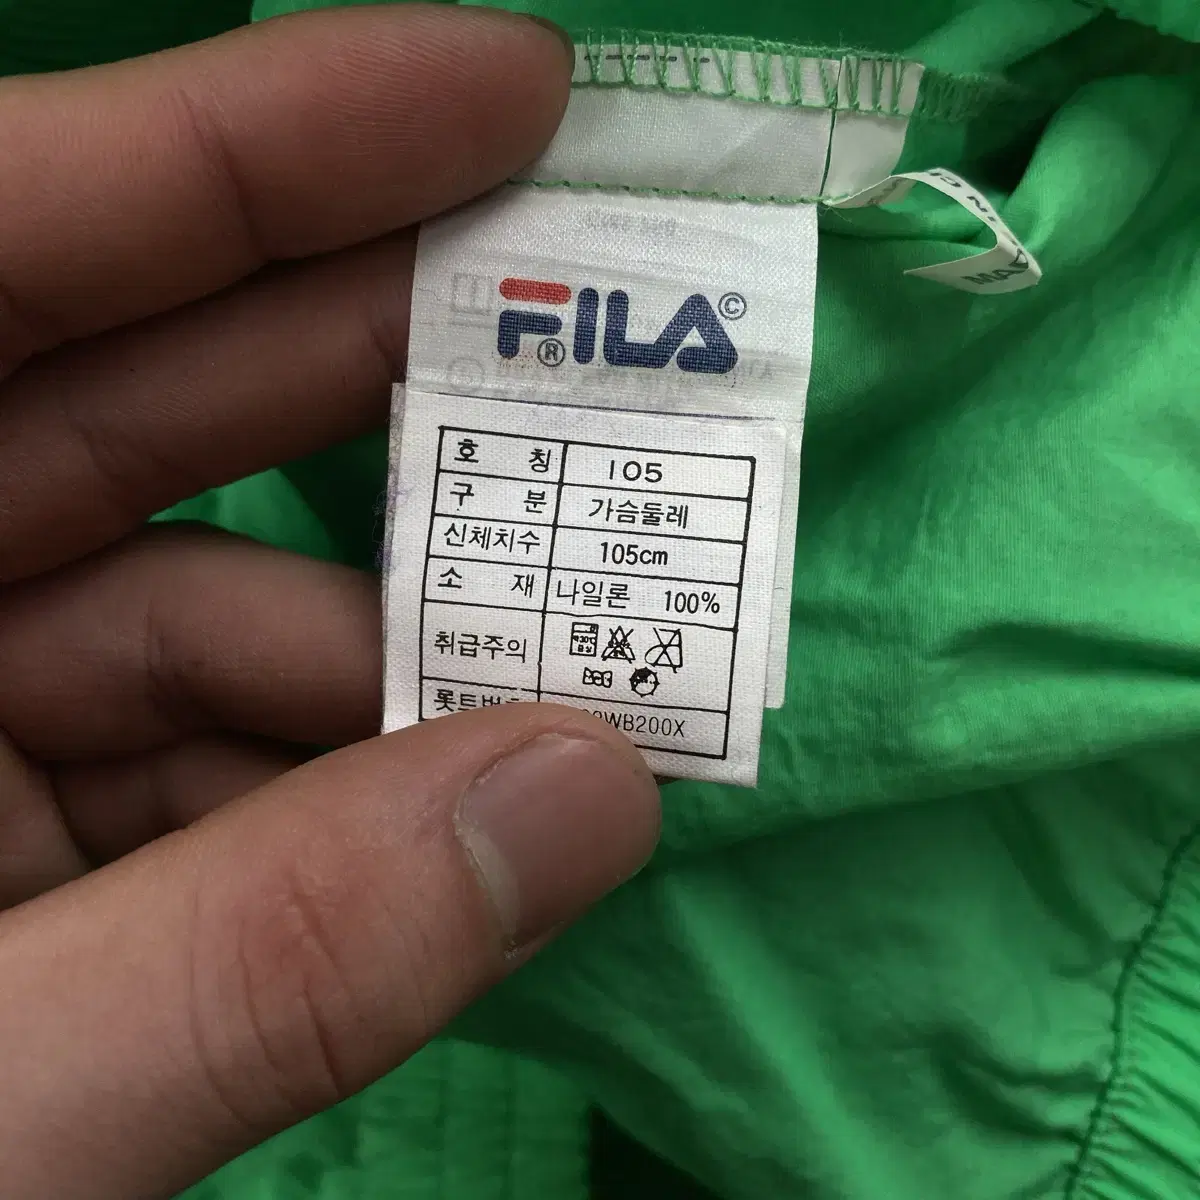 FILA
©
®
호 칭 105
구 분 가슴둘레
신체치수 105cm
소 재 나일론 100%
취급주의
WB200X